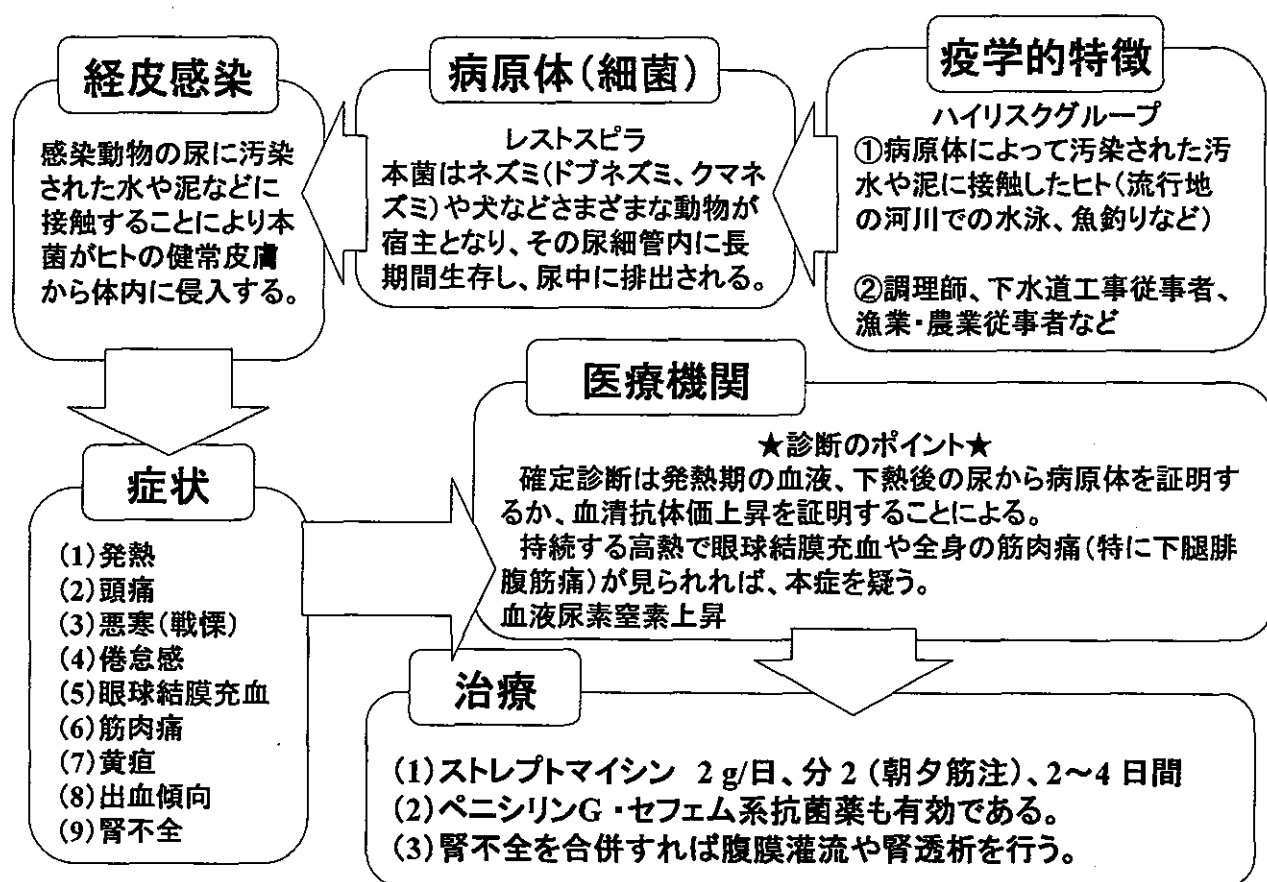 経皮感染
感染動物の尿に汚染
された水や泥などに
接触することにより本
菌がヒトの健常皮膚
から体内に侵入する。
病原体(細菌)
レストスピラ
本菌はネズミ(ドブネズミ、クマネ
ズミ)や犬などさまざまな動物が
宿主となり、その尿細管内に長
期間生存し、尿中に排出される。
疫学的特徴
ハイリスクグループ
①病原体によって汚染された汚
水や泥に接触したヒト(流行地
の河川での水泳、魚釣りなど)
②調理師、下水道工事従事者、
漁業・農業従事者など
症状
(1)発熱
(2)頭痛
(3)悪寒(戦慄)
(4)倦怠感
(5)眼球結膜充血
(6)筋肉痛
(7)黄疸
(8)出血傾向
(9)腎不全
医療機関
★診断のポイント★
確定診断は発熱期の血液、下熱後の尿から病原体を証明す
るか、血清抗体価上昇を証明することによる。
持続する高熱で眼球結膜充血や全身の筋肉痛(特に下腿腓
腹筋痛)が見られれば、本症を疑う。
血液尿素窒素上昇
治療
(1)ストレプトマイシン 2 g/日、分 2 (朝夕筋注)、2～4 日間
(2)ペニシリンG・セフェム系抗菌薬も有効である。
(3)腎不全を合併すれば腹膜灌流や腎透析を行う。